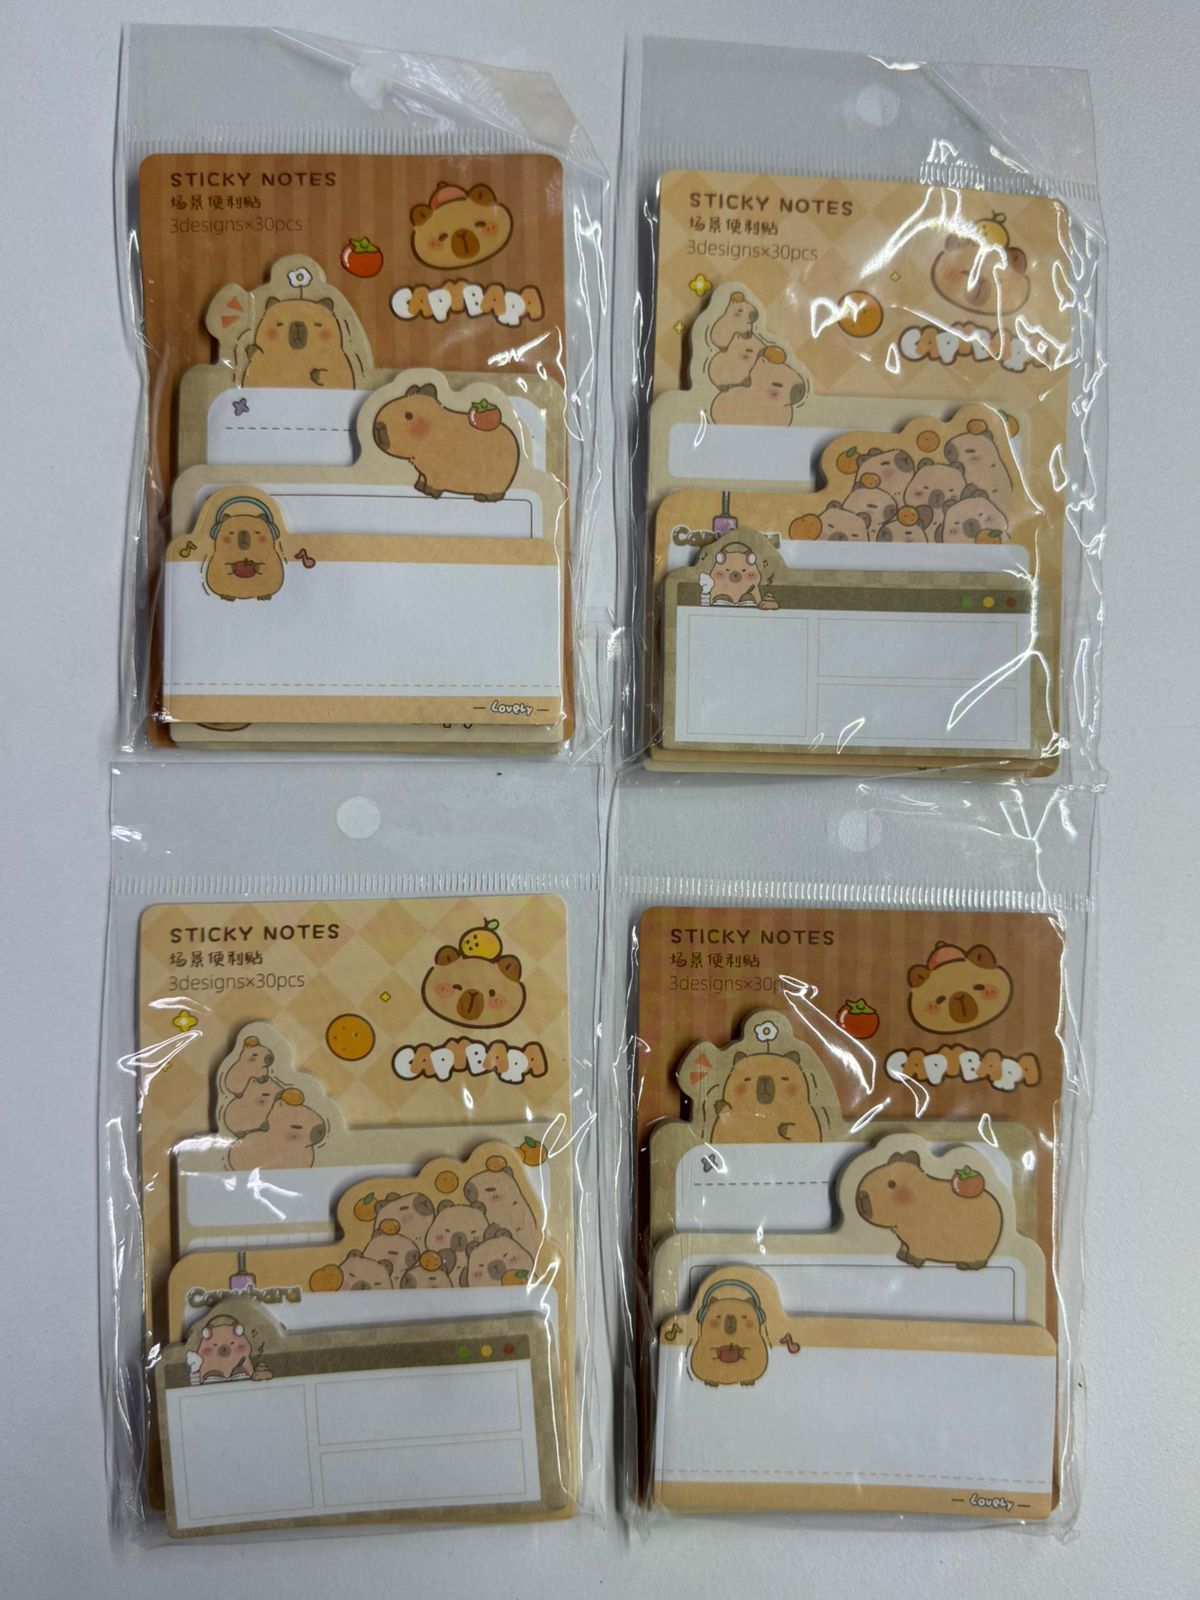 STICKY NOTES
场景便利贴
3designs×30pcs
CAPYBARA
— Lovely —
STICKY NOTES
场景便利贴
3designs×30pcs
CAPYBARA
STICKY NOTES
场景便利贴
3designs×30pcs
CAPYBARA
Capybara
STICKY NOTES
场景便利贴
3designs×30p
CAPYBARA
— Lovely —